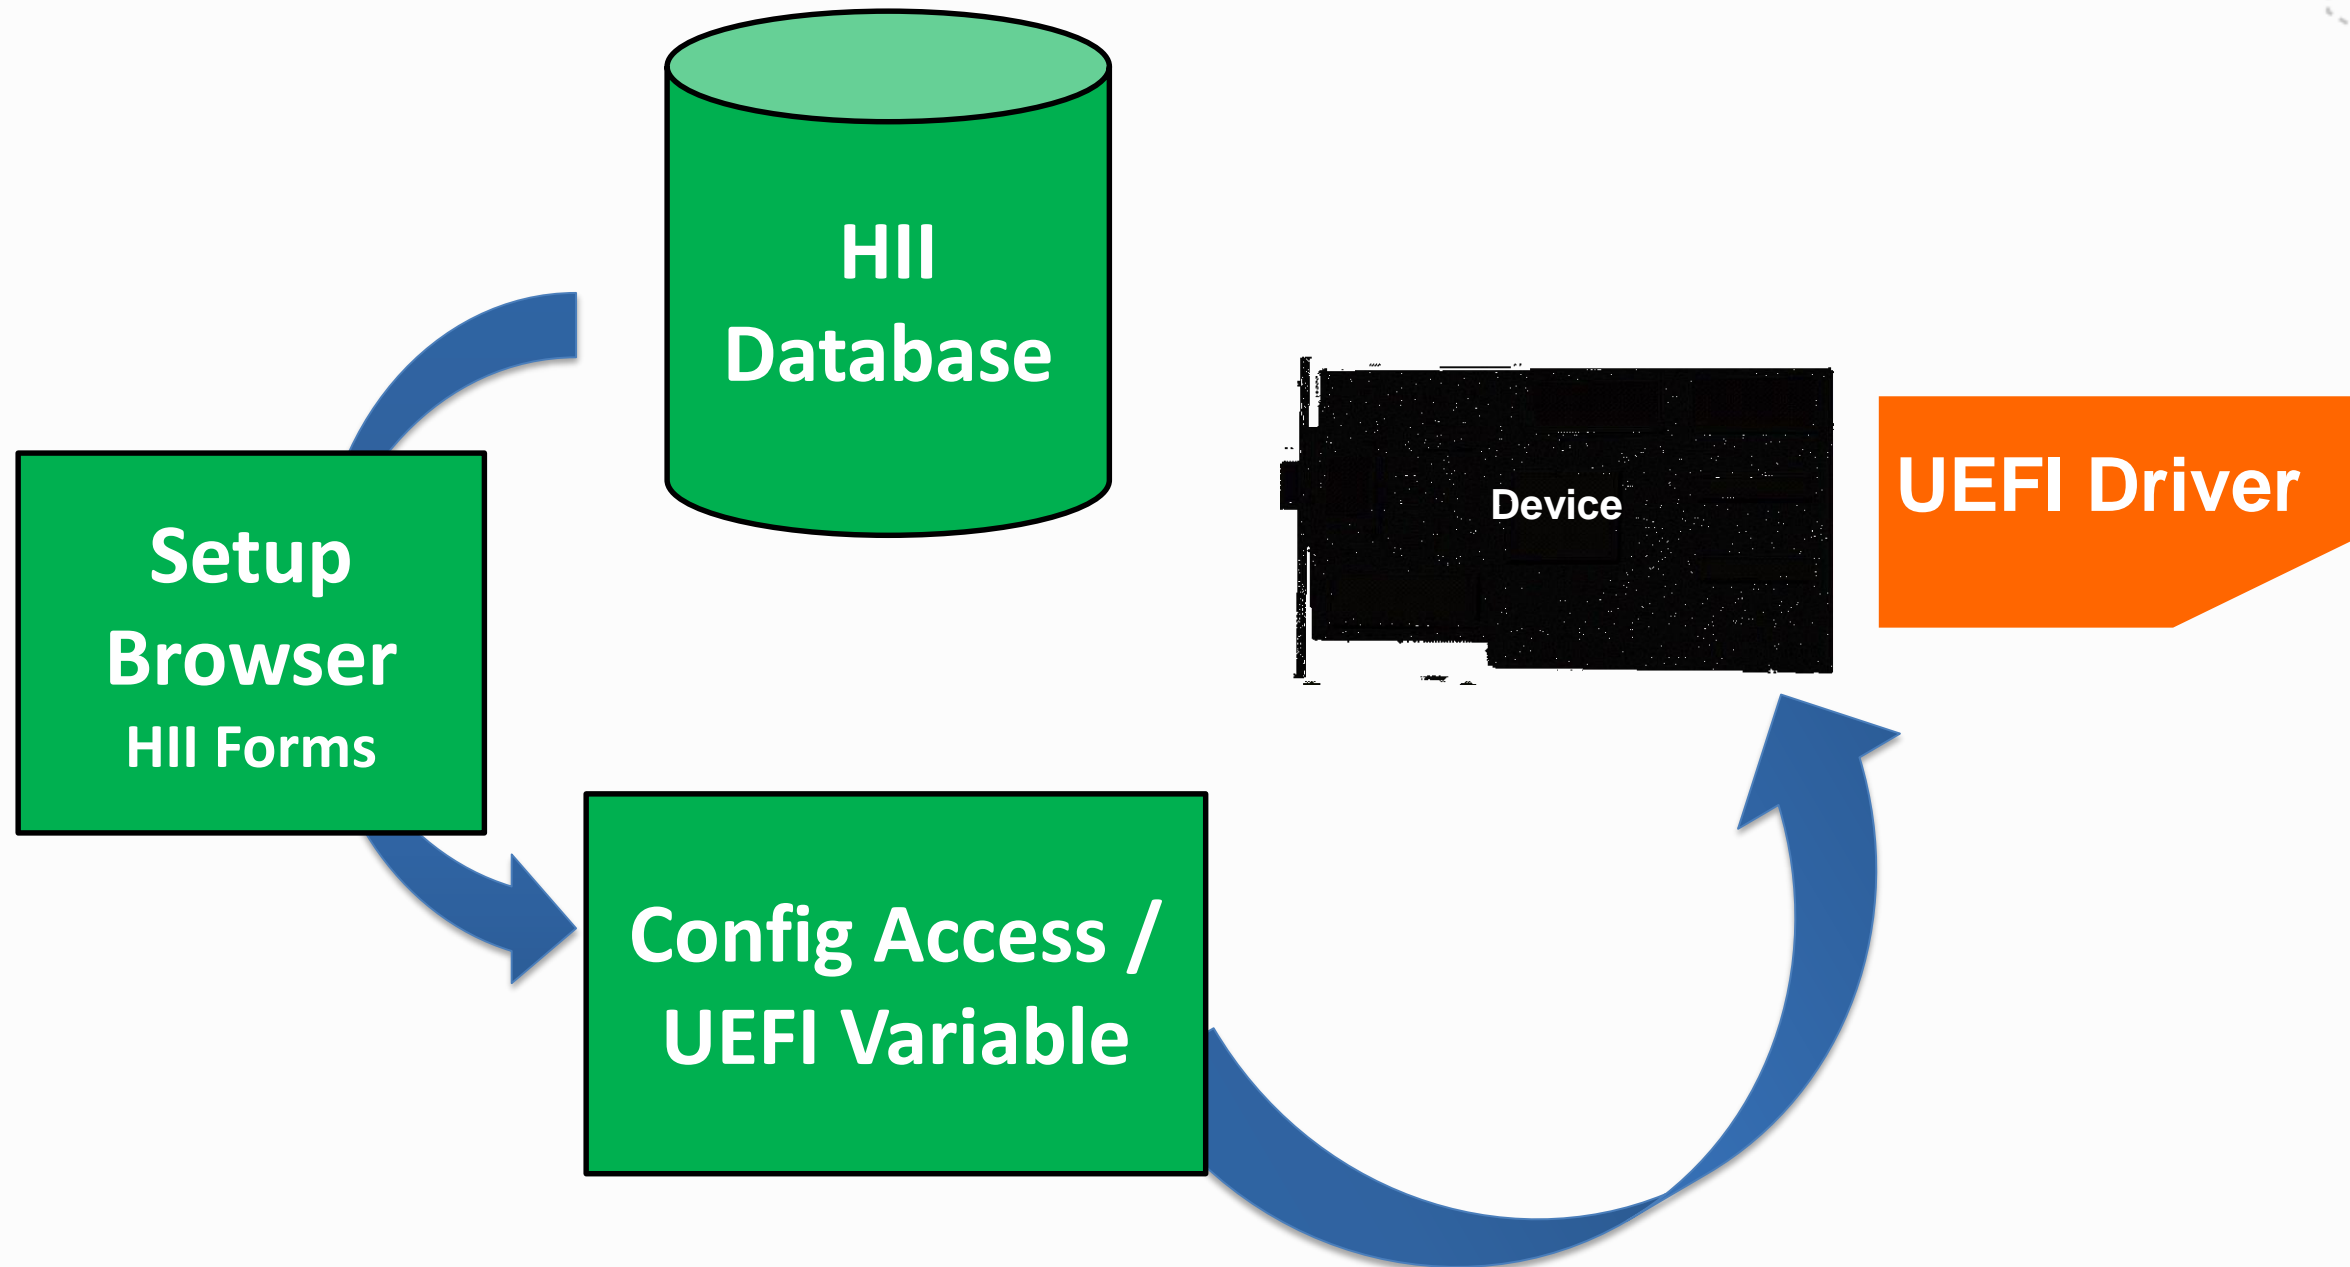 HII
Database
Setup
Browser
HII Forms
Device
UEFI Driver
Config Access /
UEFI Variable